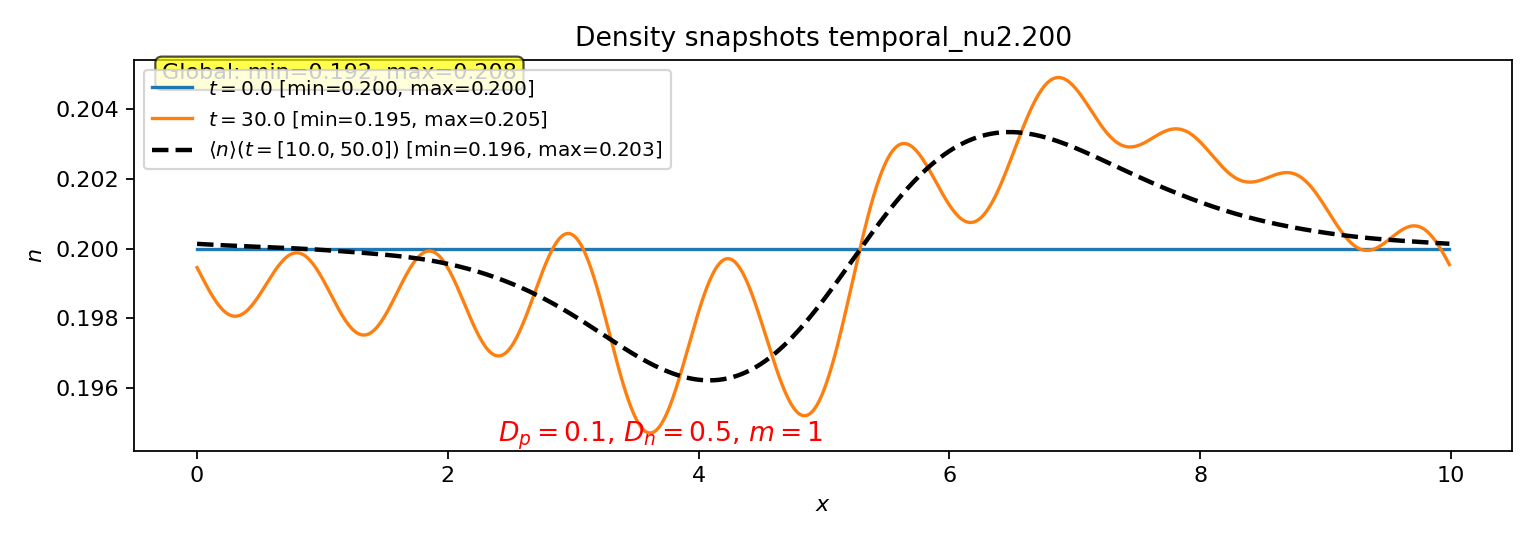 Density snapshots temporal_nu2.200
Global: min=0.192, max=0.208
t = 0.0 [min=0.200, max=0.200]
t = 30.0 [min=0.195, max=0.205]
⟨n⟩(t = [10.0, 50.0]) [min=0.196, max=0.203]
0.204
0.202
0.200
0.198
0.196
n
D_p = 0.1, D_n = 0.5, m = 1
0 2 4 6 8 10
x